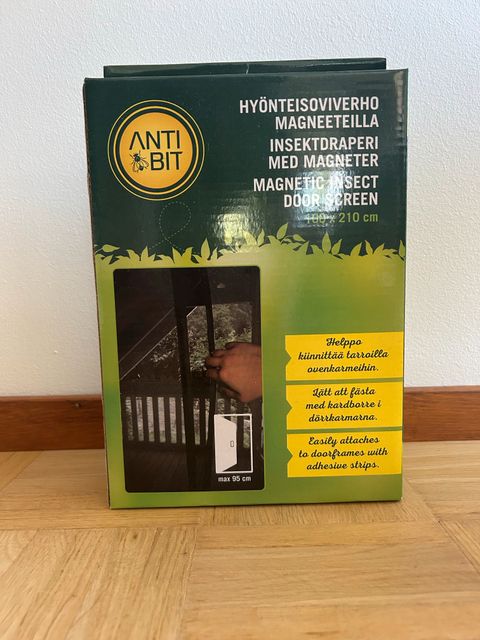 ANTI
BIT
HYÖNTEISOVIVERHO
MAGNEETEILLA
INSEKTDRAPERI
MED MAGNETER
MAGNETIC INSECT
DOOR SCREEN
100 x 210 cm
Helppo
kiinnittää tarroilla
ovenkarmeihin.
Lätt att fästa
med kardborre i
dörrkarmarna.
Easily attaches
to doorframes with
adhesive strips.
max 95 cm